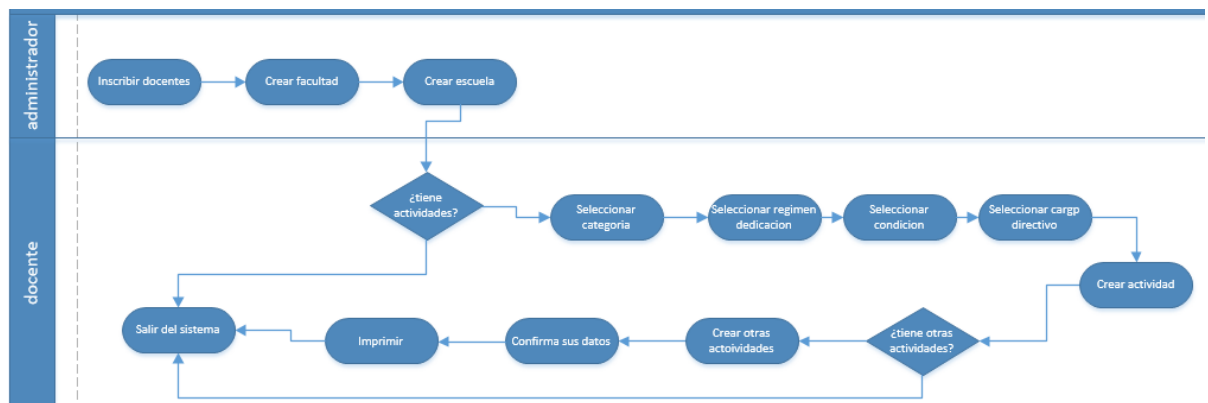 administrador
Inscribir docentes
Crear facultad
Crear escuela
docente
¿tiene
actividades?
Seleccionar
categoria
Seleccionar regimen
dedicacion
Seleccionar
condicion
Seleccionar cargp
directivo
Crear actividad
¿tiene otras
actividades?
Crear otras
actoividades
Confirma sus datos
Imprimir
Salir del sistema